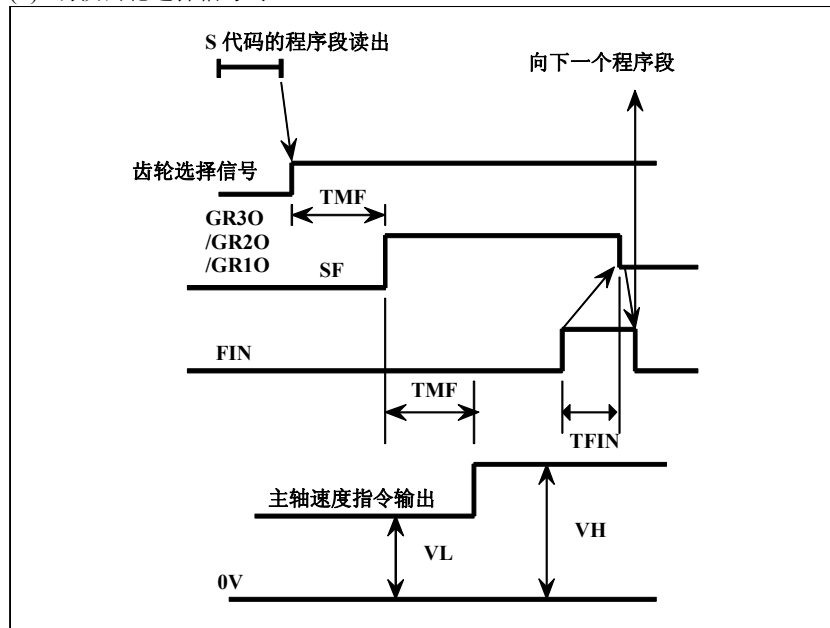 S 代码的程序段读出
向下一个程序段
齿轮选择信号
TMF
GR3O
/GR2O
/GR1O
SF
FIN
TMF
TFIN
主轴速度指令输出
VH
VL
0V